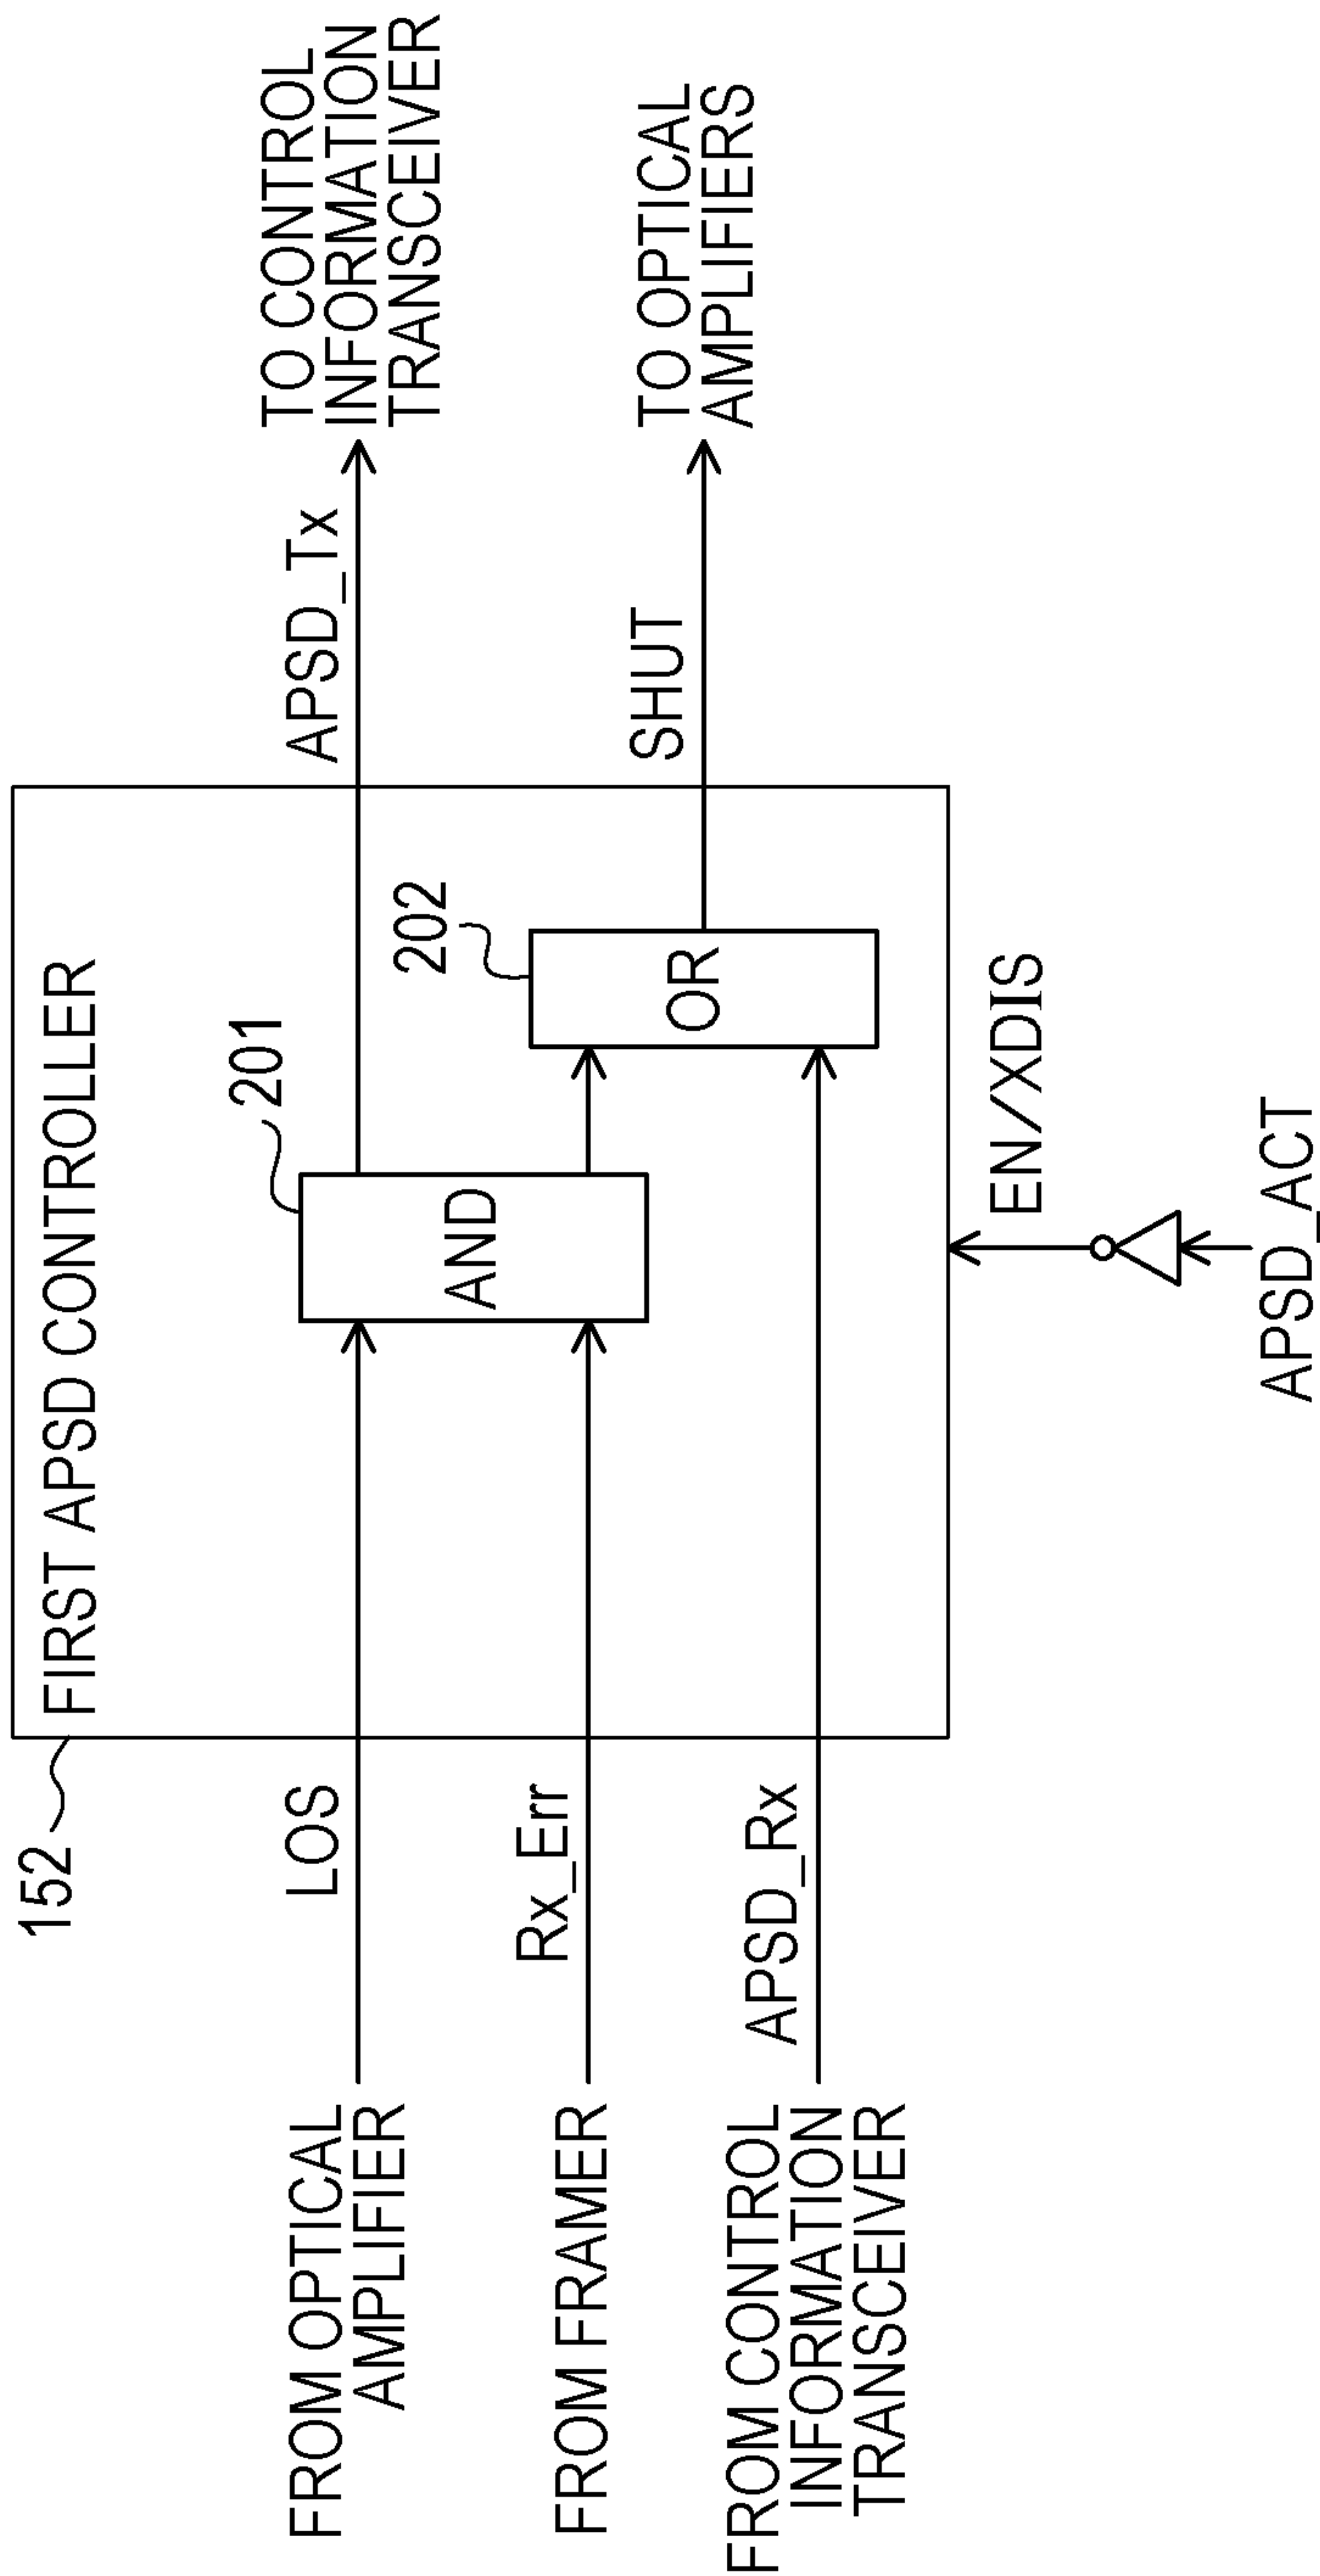 152
FIRST APSD CONTROLLER
FROM OPTICAL
AMPLIFIER
LOS
201
AND
APSD_Tx
TO CONTROL
INFORMATION
TRANSCEIVER
FROM FRAMER
Rx_Err
202
OR
SHUT
TO OPTICAL
AMPLIFIERS
FROM CONTROL
INFORMATION
TRANSCEIVER
APSD_Rx
EN/XDIS
APSD_ACT